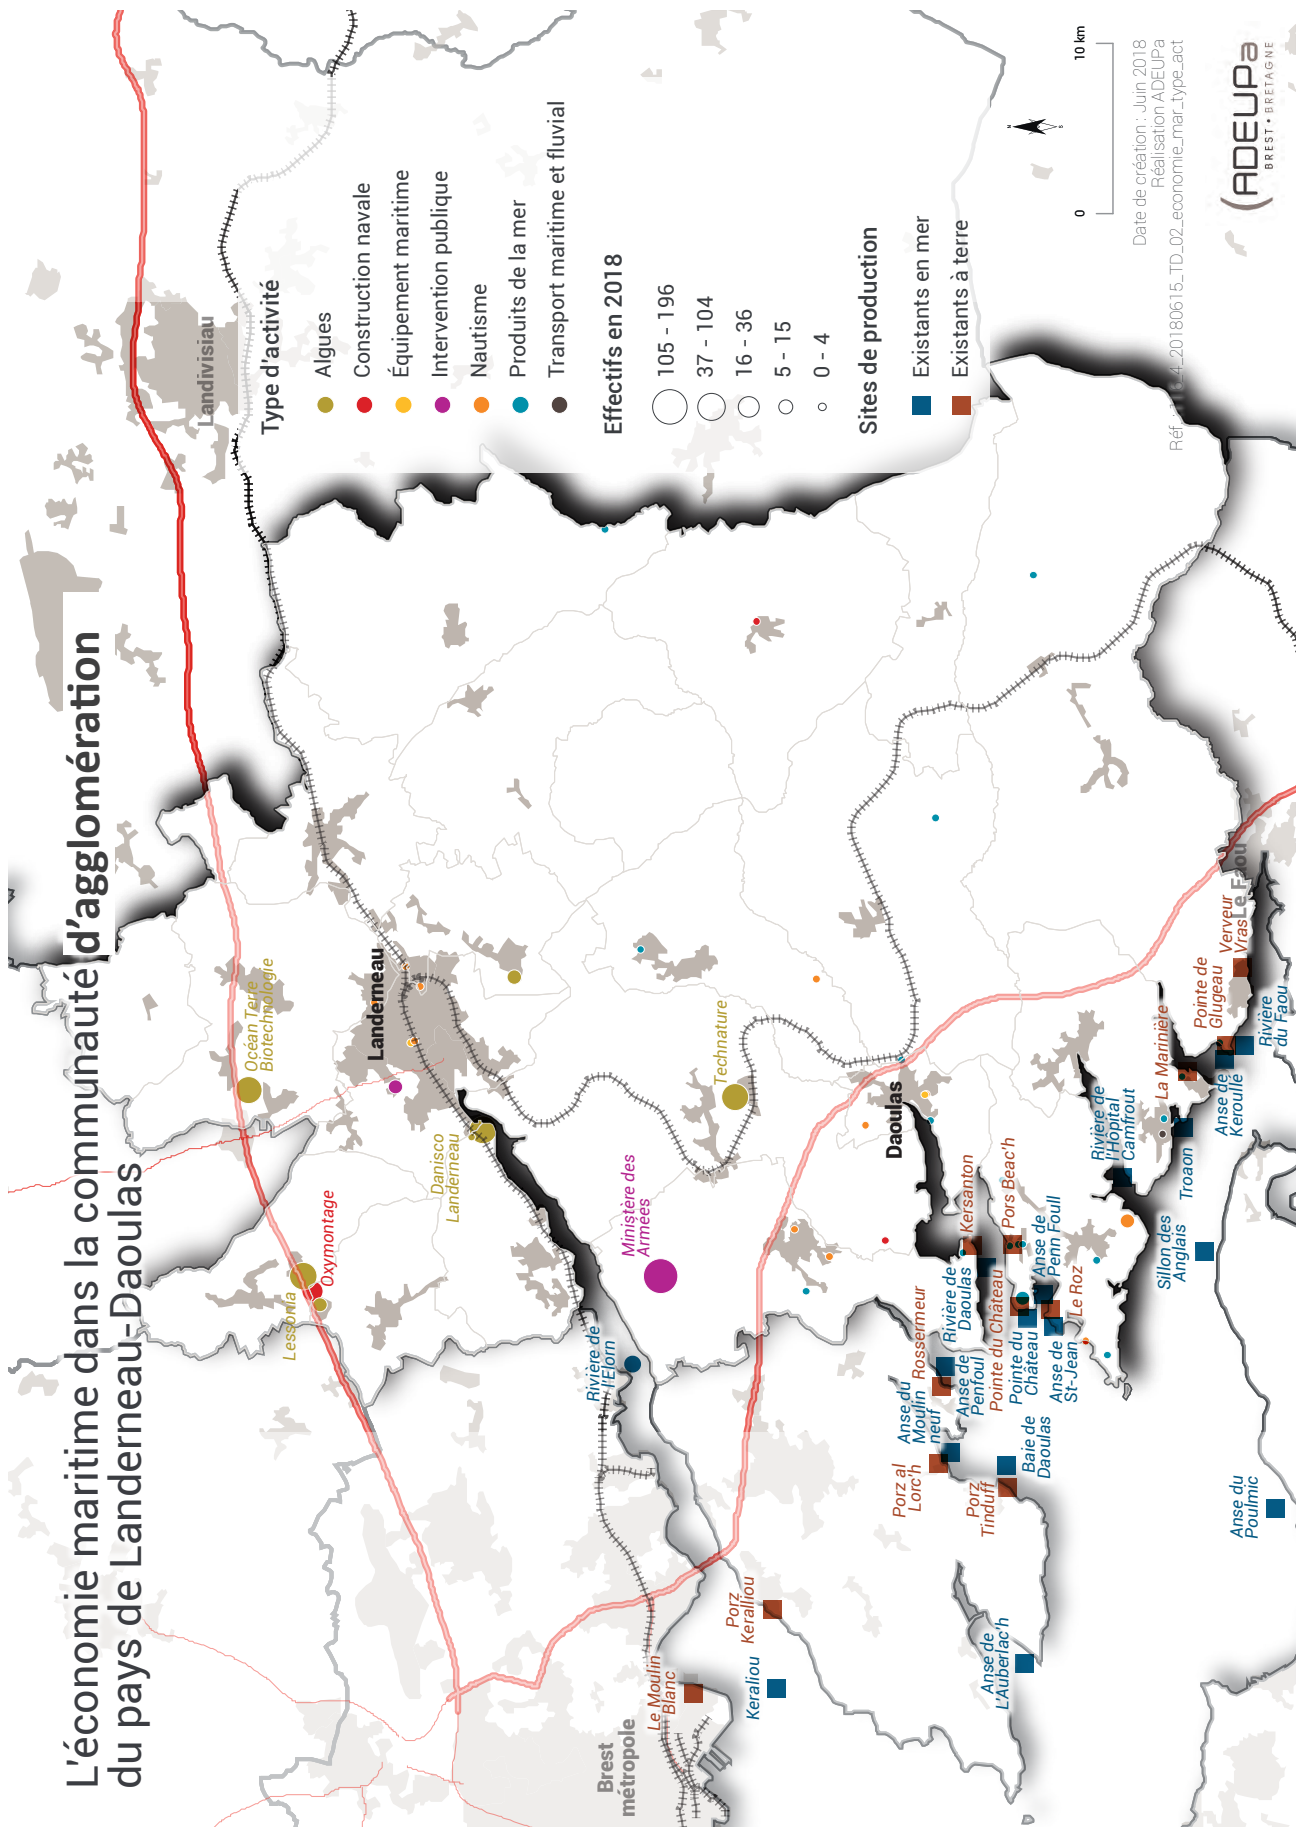 L'économie maritime dans la communauté d'agglomération
du pays de Landerneau-Daoulas
Landivisiau
Type d'activité
Algues
Construction navale
Équipement maritime
Intervention publique
Nautisme
Produits de la mer
Transport maritime et fluvial
Effectifs en 2018
105 - 196
37 - 104
16 - 36
5 - 15
0 - 4
Sites de production
Existants en mer
Existants à terre
0
10 km
N
S
Date de création : Juin 2018
Réalisation ADEUPa
(ADEUPa
BREST • BRETAGNE
Océan Terre
Biotechnologie
Landerneau
Oxymontage
Lessonia
Danisco
Landerneau
Technature
Ministère des
Armées
Rivière de
l'Elorn
Daoulas
Le Faou
Verveur
Vras
Pointe de
Glugeau
Rivière
du Faou
La Marinière
Anse de
Keroullé
Rivière de
l'Hôpital
Camfrout
Troaon
Sillon des
Anglais
Kersanton
Pors Beac'h
Anse de
Penn Foull
Rivière de
Daoulas
Le Roz
Pointe du Château
Pointe du
Château
Anse de
St-Jean
Rossermeur
Anse de
Penfoul
Anse du
Moulin
neuf
Porz al
Lorc'h
Porz
Tinduff
Baie de
Daoulas
Anse du
Poulmic
Porz
Keralliou
Keraliou
Le Moulin
Blanc
Anse de
L'Auberlac'h
Brest
métropole